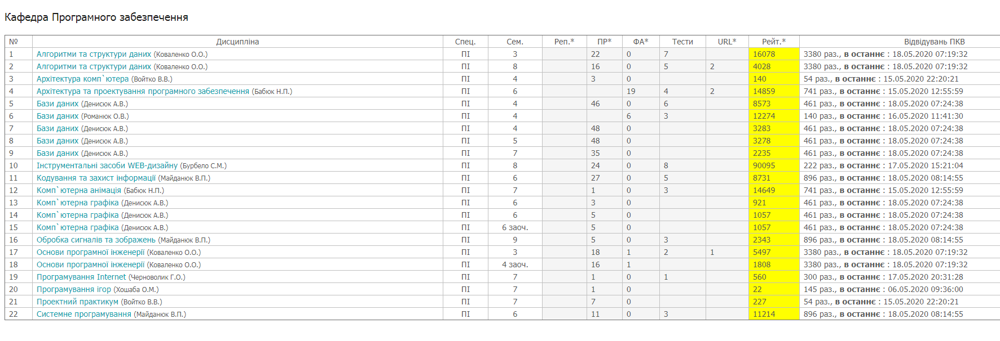 Кафедра Програмного забезпечення
№ Дисципліна Спец. Сем. Реп.* ПР* ФА* Тести URL* Рейт.* Відвідувань ПКВ
1 Алгоритми та структури даних (Коваленко О.О.) ПІ 3 22 0 7 16078 3380 раз., в останнє : 18.05.2020 07:19:32
2 Алгоритми та структури даних (Коваленко О.О.) ПІ 8 16 0 5 2 4028 3380 раз., в останнє : 18.05.2020 07:19:32
3 Архітектура комп`ютера (Войтко В.В.) ПІ 4 3 0 140 54 раз., в останнє : 15.05.2020 22:20:21
4 Архітектура та проектування програмного забезпечення (Бабюк Н.П.) ПІ 6 19 4 2 14859 741 раз., в останнє : 15.05.2020 12:55:59
5 Бази даних (Денисюк А.В.) ПІ 4 46 0 6 8573 461 раз., в останнє : 18.05.2020 07:24:38
6 Бази даних (Романюк О.В.) ПІ 4 6 3 12274 140 раз., в останнє : 16.05.2020 11:41:30
7 Бази даних (Денисюк А.В.) ПІ 4 48 0 3283 461 раз., в останнє : 18.05.2020 07:24:38
8 Бази даних (Денисюк А.В.) ПІ 5 48 0 3278 461 раз., в останнє : 18.05.2020 07:24:38
9 Бази даних (Денисюк А.В.) ПІ 7 35 0 2235 461 раз., в останнє : 18.05.2020 07:24:38
10 Інструментальні засоби WEB-дизайну (Бурбело С.М.) ПІ 8 24 0 8 90095 222 раз., в останнє : 17.05.2020 15:21:04
11 Кодування та захист інформації (Майданюк В.П.) ПІ 6 27 0 5 8731 896 раз., в останнє : 18.05.2020 08:14:55
12 Комп`ютерна анімація (Бабюк Н.П.) ПІ 7 1 0 3 14649 741 раз., в останнє : 15.05.2020 12:55:59
13 Комп`ютерна графіка (Денисюк А.В.) ПІ 6 3 0 921 461 раз., в останнє : 18.05.2020 07:24:38
14 Комп`ютерна графіка (Денисюк А.В.) ПІ 6 5 0 1057 461 раз., в останнє : 18.05.2020 07:24:38
15 Комп`ютерна графіка (Денисюк А.В.) ПІ 6 заоч. 5 0 1057 461 раз., в останнє : 18.05.2020 07:24:38
16 Обробка сигналів та зображень (Майданюк В.П.) ПІ 9 5 0 3 2343 896 раз., в останнє : 18.05.2020 08:14:55
17 Основи програмної інженерії (Коваленко О.О.) ПІ 3 18 1 2 1 5497 3380 раз., в останнє : 18.05.2020 07:19:32
18 Основи програмної інженерії (Коваленко О.О.) ПІ 4 заоч. 16 1 1808 3380 раз., в останнє : 18.05.2020 07:19:32
19 Програмування Internet (Черноволик Г.О.) ПІ 7 1 0 1 560 300 раз., в останнє : 17.05.2020 20:31:28
20 Програмування ігор (Хошаба О.М.) ПІ 7 1 0 22 145 раз., в останнє : 06.05.2020 09:36:00
21 Проектний практикум (Войтко В.В.) ПІ 7 7 0 227 54 раз., в останнє : 15.05.2020 22:20:21
22 Системне програмування (Майданюк В.П.) ПІ 6 11 0 3 11214 896 раз., в останнє : 18.05.2020 08:14:55